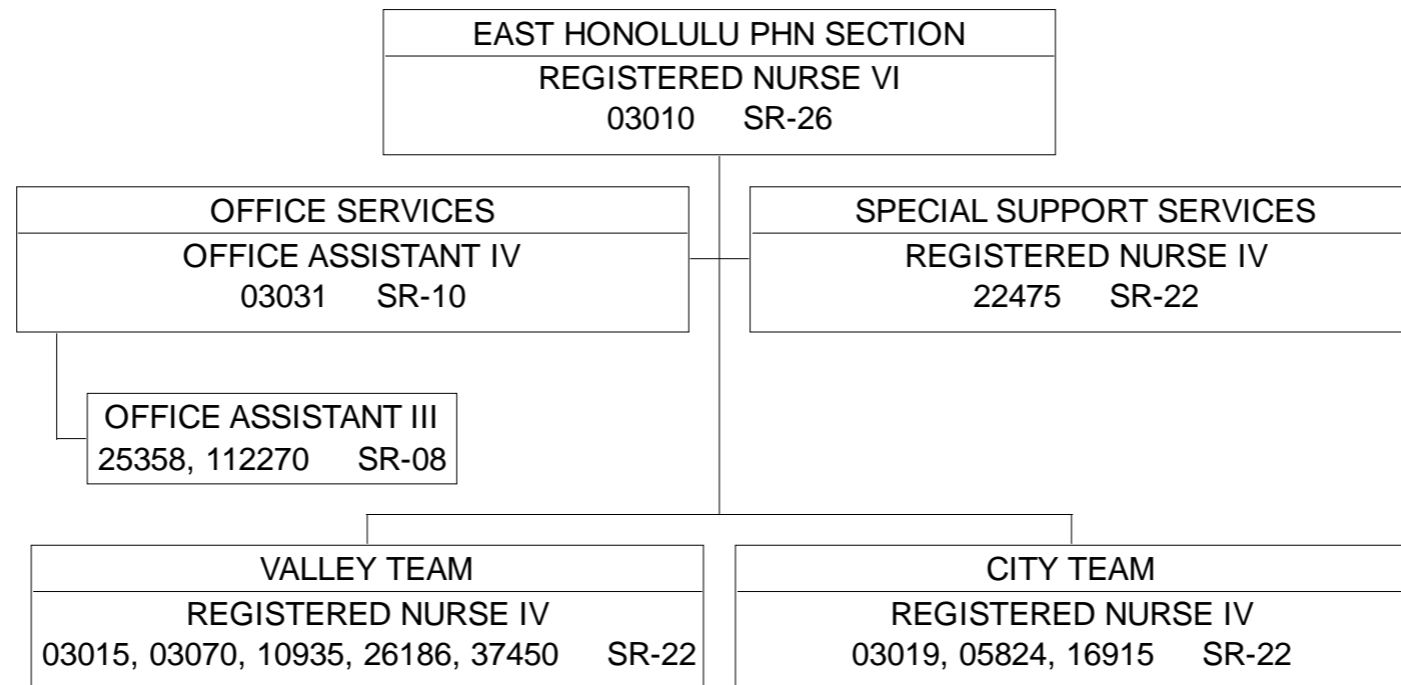 EAST HONOLULU PHN SECTION
REGISTERED NURSE VI
03010 SR-26
OFFICE SERVICES
OFFICE ASSISTANT IV
03031 SR-10
SPECIAL SUPPORT SERVICES
REGISTERED NURSE IV
22475 SR-22
OFFICE ASSISTANT III
25358, 112270 SR-08
VALLEY TEAM
REGISTERED NURSE IV
03015, 03070, 10935, 26186, 37450 SR-22
CITY TEAM
REGISTERED NURSE IV
03019, 05824, 16915 SR-22